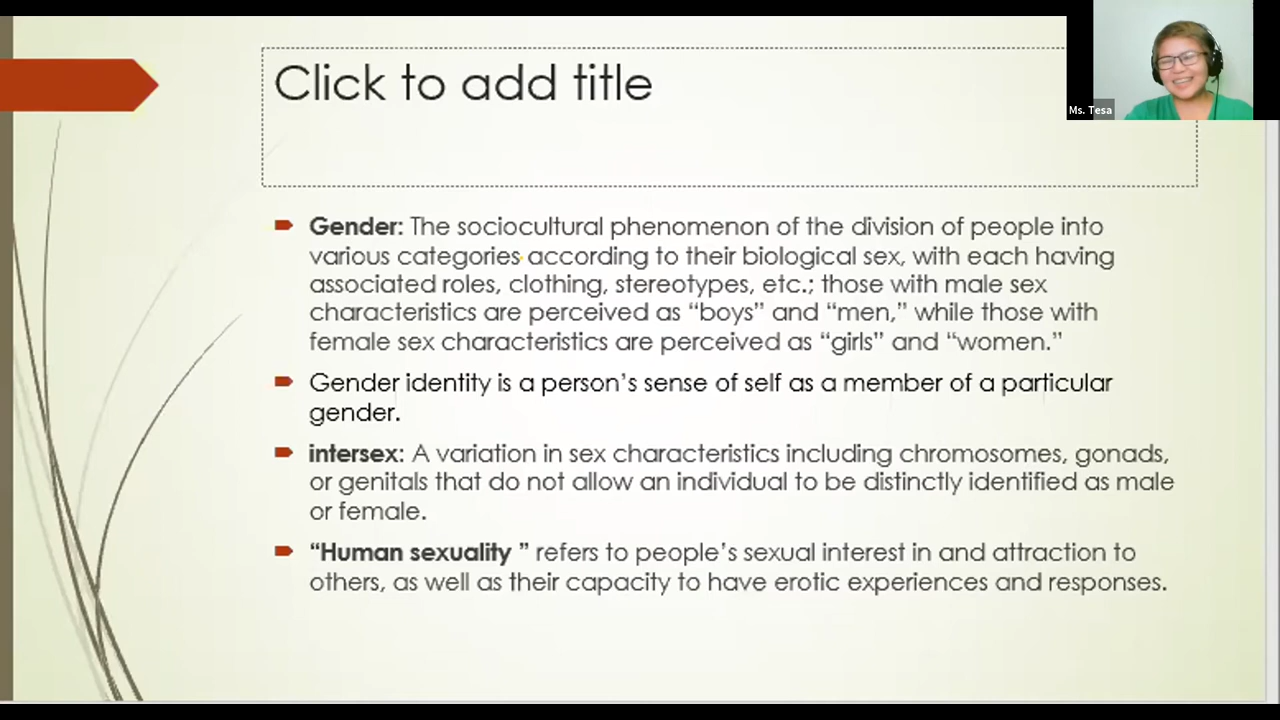 Click to add title
Ms. Tesa
Gender: The sociocultural phenomenon of the division of people into
various categories according to their biological sex, with each having
associated roles, clothing, stereotypes, etc.; those with male sex
characteristics are perceived as “boys” and “men,” while those with
female sex characteristics are perceived as “girls” and “women.”
Gender identity is a person’s sense of self as a member of a particular
gender.
intersex: A variation in sex characteristics including chromosomes, gonads,
or genitals that do not allow an individual to be distinctly identified as male
or female.
“Human sexuality ” refers to people’s sexual interest in and attraction to
others, as well as their capacity to have erotic experiences and responses.